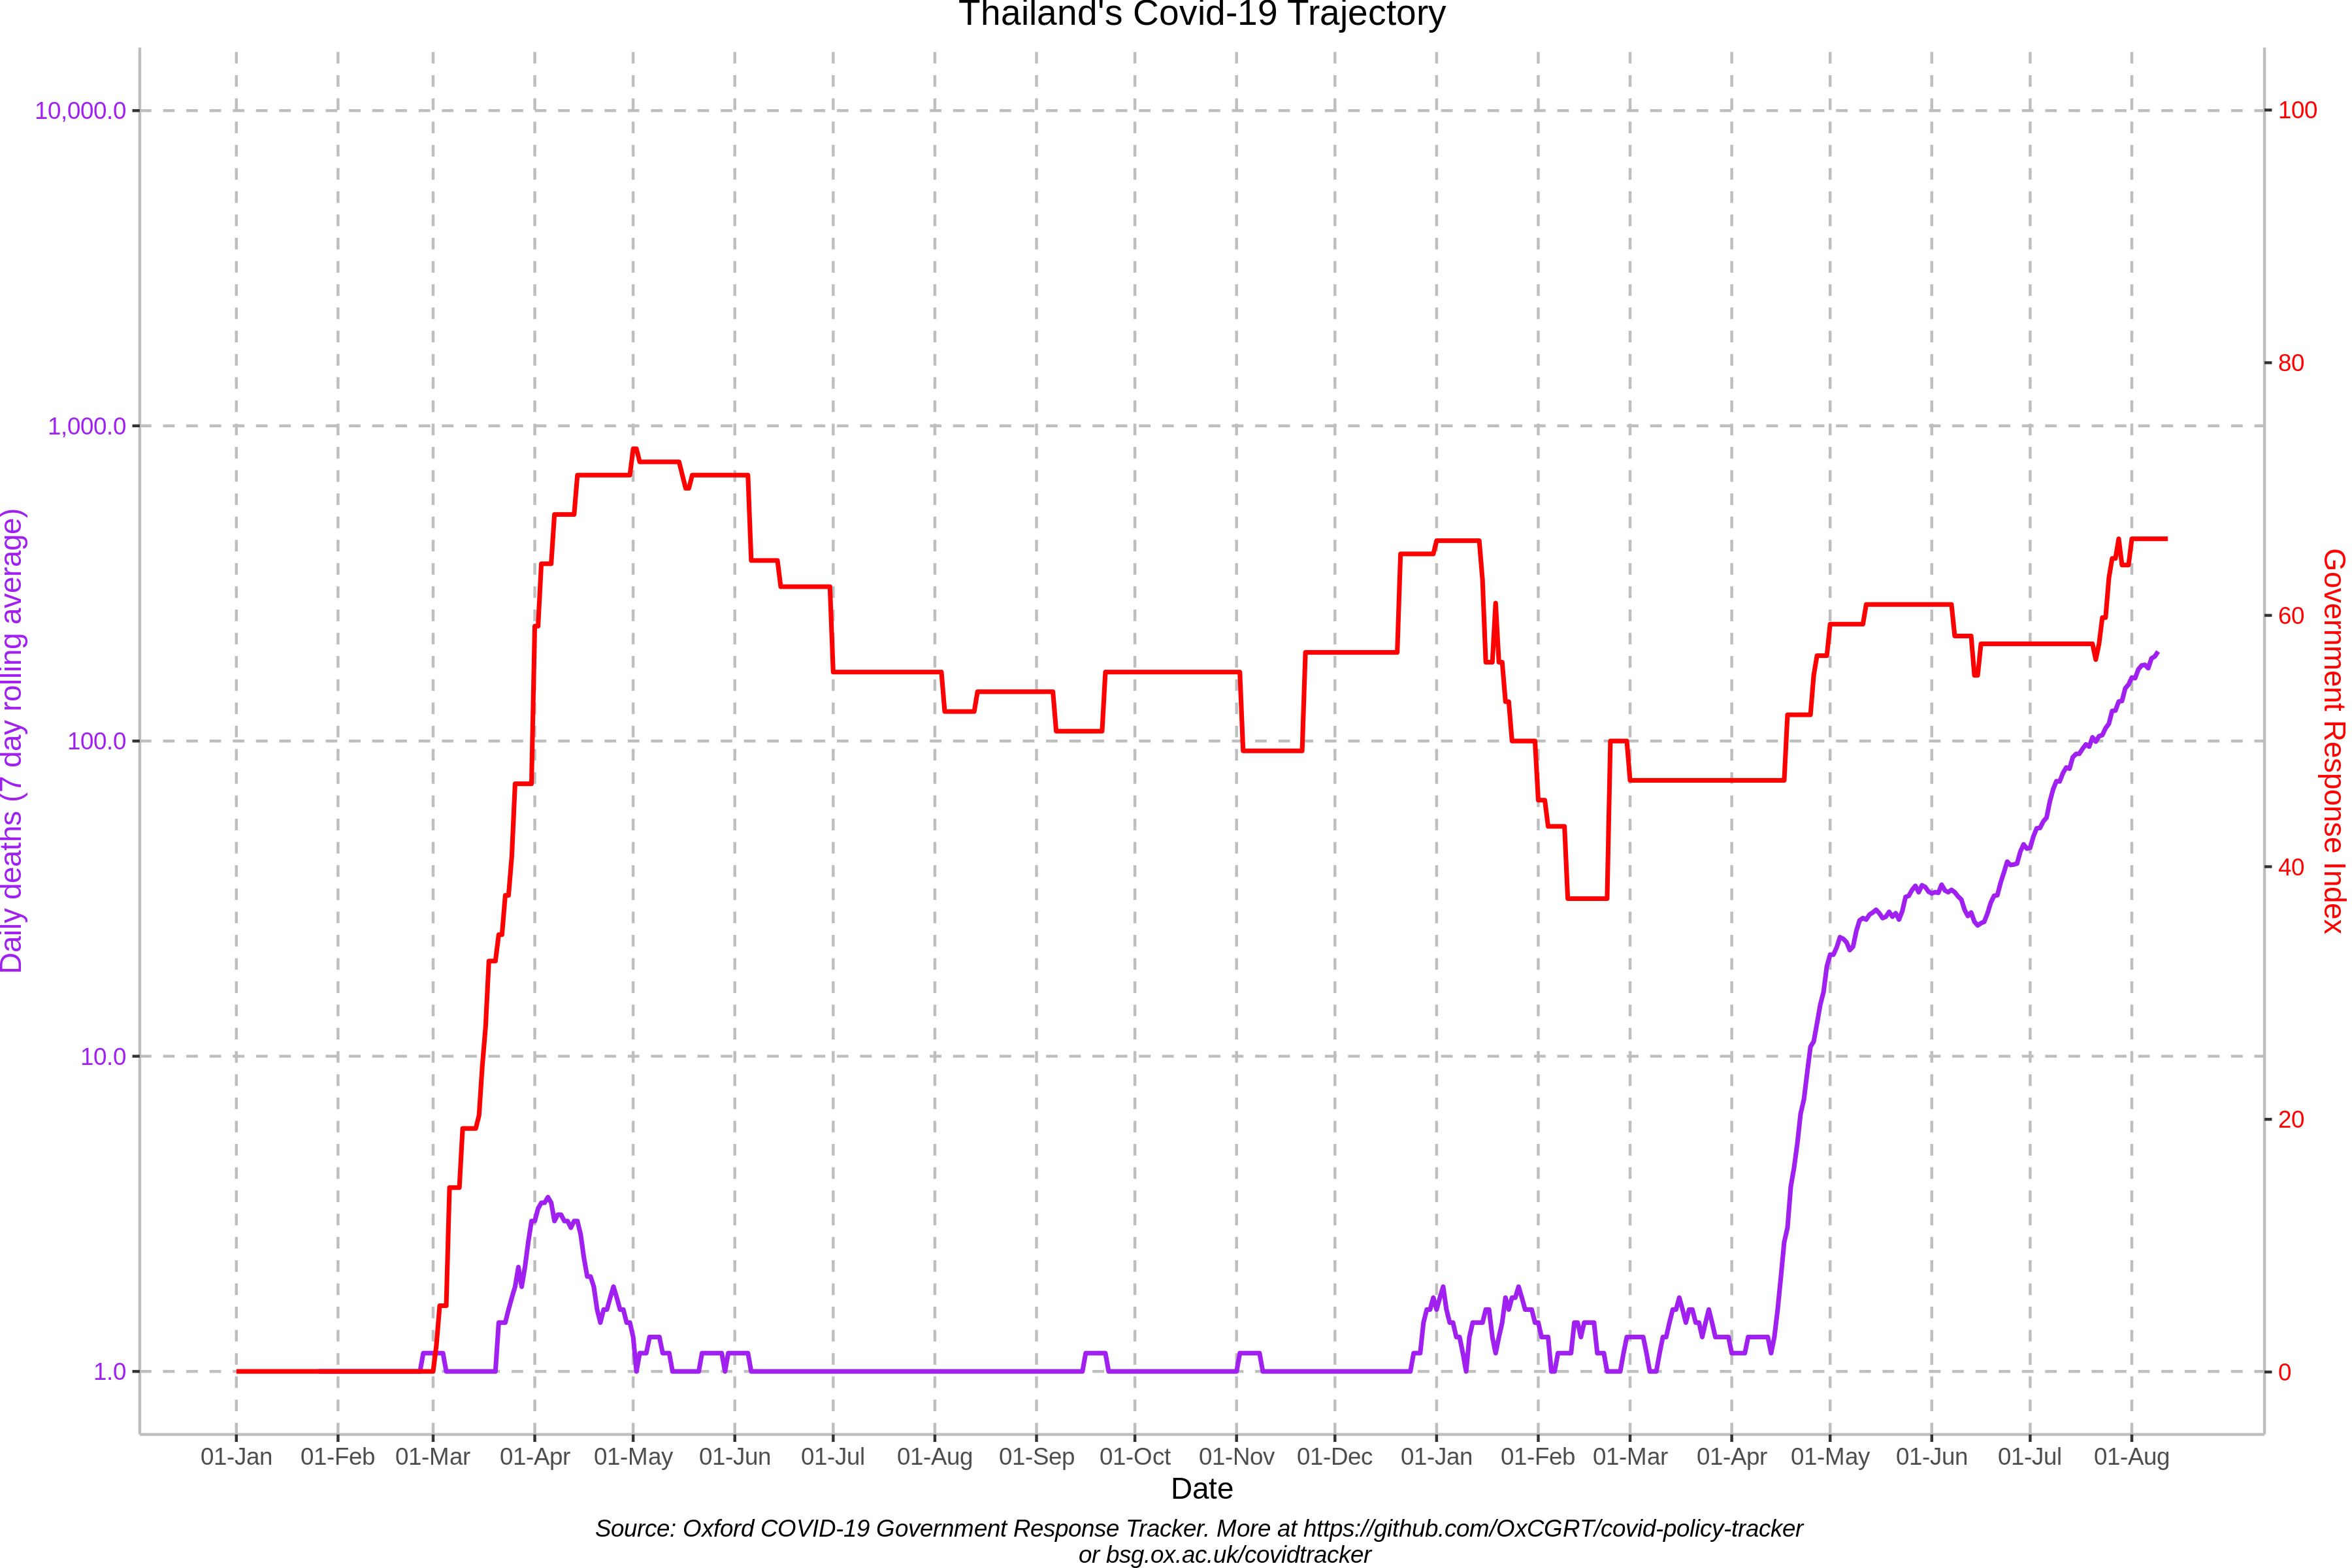 Thailand's Covid-19 Trajectory
10,000.0
1,000.0
100.0
10.0
1.0
Daily deaths (7 day rolling average)
100
80
60
40
20
0
Government Response Index
01-Jan 01-Feb 01-Mar 01-Apr 01-May 01-Jun 01-Jul 01-Aug 01-Sep 01-Oct 01-Nov 01-Dec 01-Jan 01-Feb 01-Mar 01-Apr 01-May 01-Jun 01-Jul 01-Aug
Date
Source: Oxford COVID-19 Government Response Tracker. More at https://github.com/OxCGRT/covid-policy-tracker
or bsg.ox.ac.uk/covidtracker